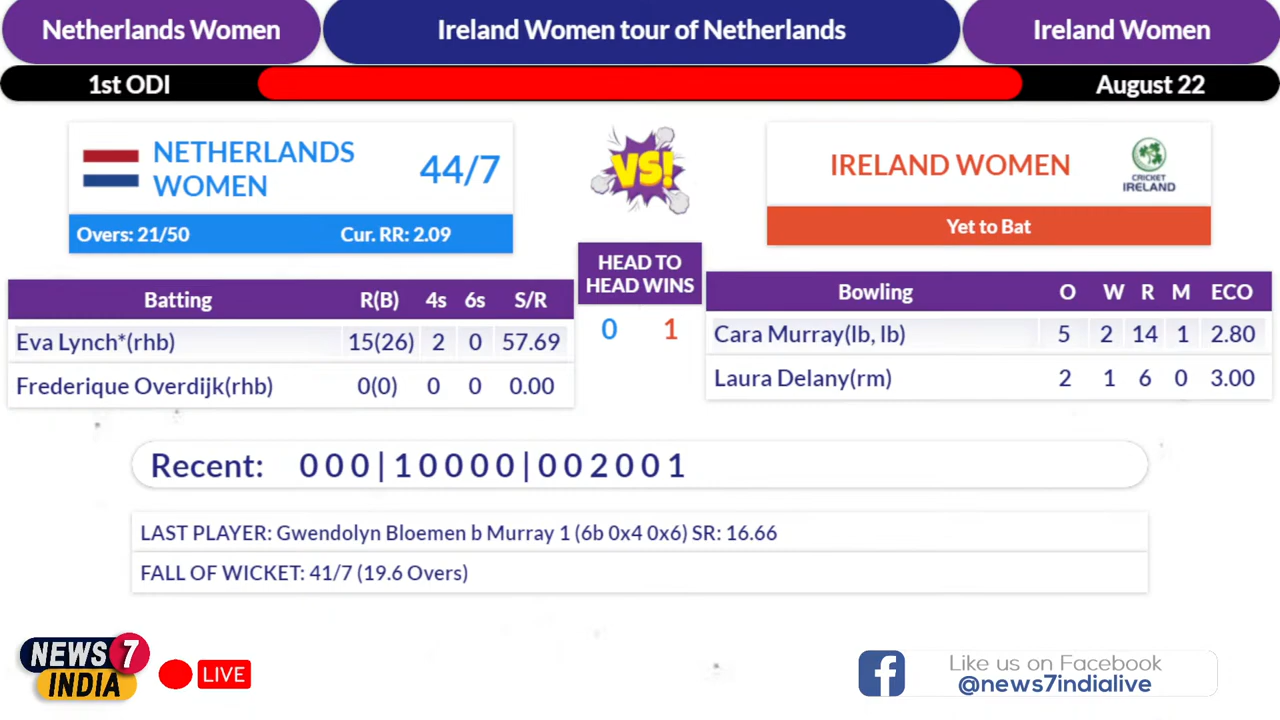 Netherlands Women
Ireland Women tour of Netherlands
Ireland Women
1st ODI
August 22
NETHERLANDS
WOMEN
44/7
Overs: 21/50
Cur. RR: 2.09
VS!
IRELAND WOMEN
CRICKET
IRELAND
Yet to Bat
HEAD TO
HEAD WINS
0 1
Batting R(B) 4s 6s S/R
Eva Lynch*(rhb) 15(26) 2 0 57.69
Frederique Overdijk(rhb) 0(0) 0 0 0.00
Bowling O W R M ECO
Cara Murray(lb, lb) 5 2 14 1 2.80
Laura Delany(rm) 2 1 6 0 3.00
Recent: 0 0 0 | 1 0 0 0 0 | 0 0 2 0 0 1
LAST PLAYER: Gwendolyn Bloemen b Murray 1 (6b 0x4 0x6) SR: 16.66
FALL OF WICKET: 41/7 (19.6 Overs)
NEWS 7
INDIA
LIVE
Like us on Facebook
@news7indialive